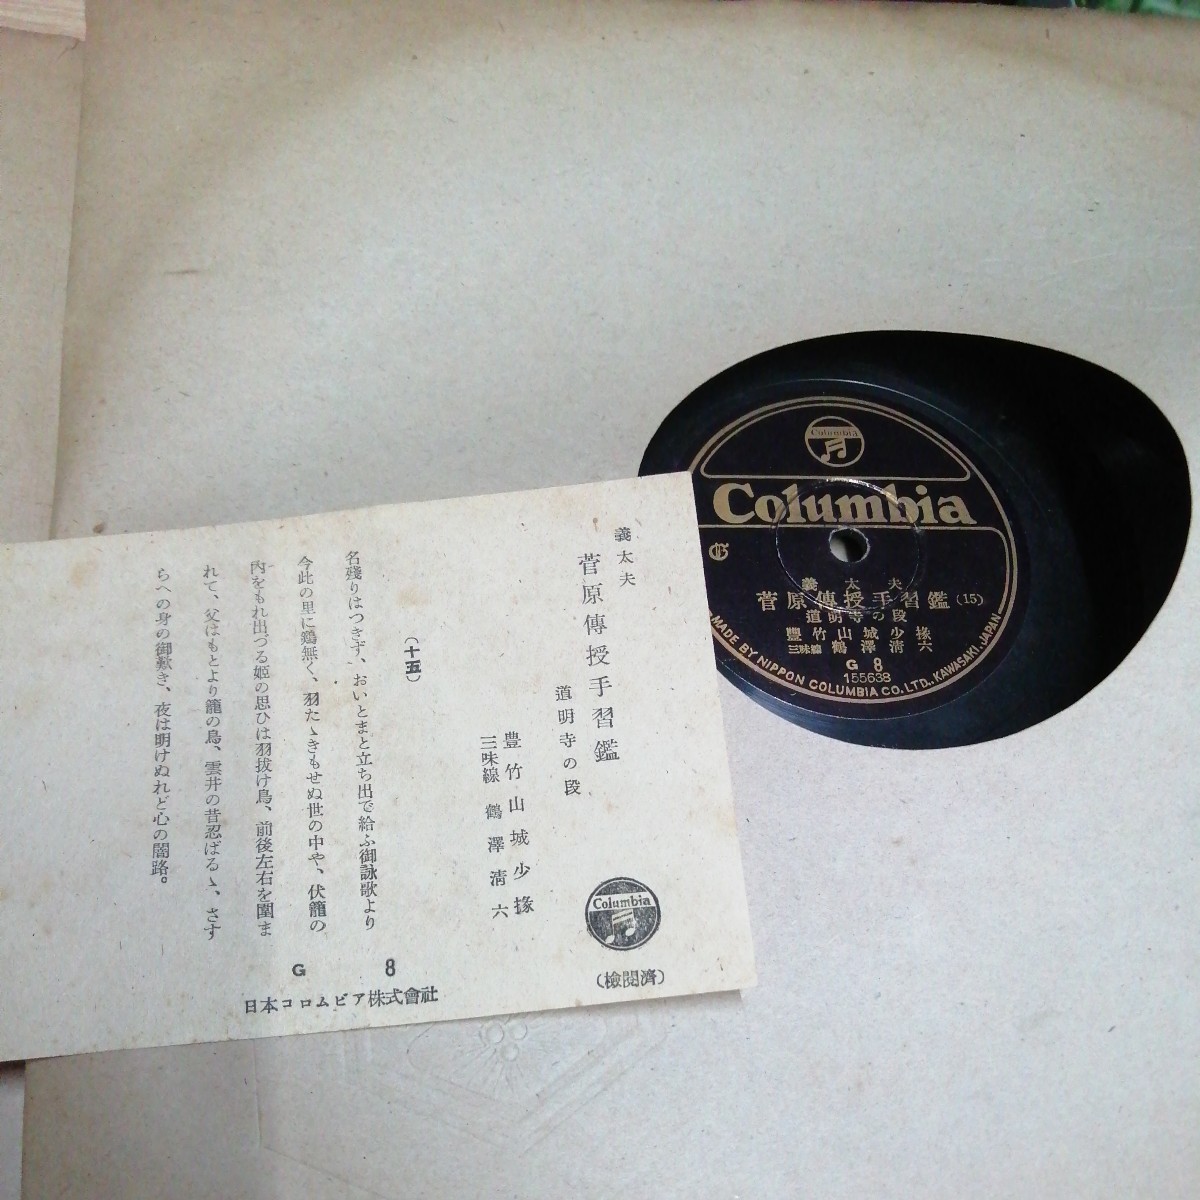 義太夫
菅原傳授手習鑑
道明寺の段
豊竹山城少掾
三味線 鶴澤淸六
(十五)
名殘りはつきず、おいとまと立ち出で給ふ御詠歌より
今此の里に鷄無く、羽たゝきもせぬ世の中や、伏籠の
內をもれ出づる姬の思ひは羽拔け鳥、前後左右を圍ま
れて、父はもとより籠の鳥、雲井の昔忍ばるゝ、さす
らへの身の御歎き、夜は明けぬれど心の闇路。
Columbia
(檢閱濟)
G 8
日本コロムビア株式會社
Columbia
Columbia
G
義太夫
菅原傳授手習鑑 (15)
道明寺の段
豊竹山城少掾
三味線 鶴澤淸六
G 8
155638
MADE BY NIPPON COLUMBIA CO. LTD., KAWASAKI, JAPAN